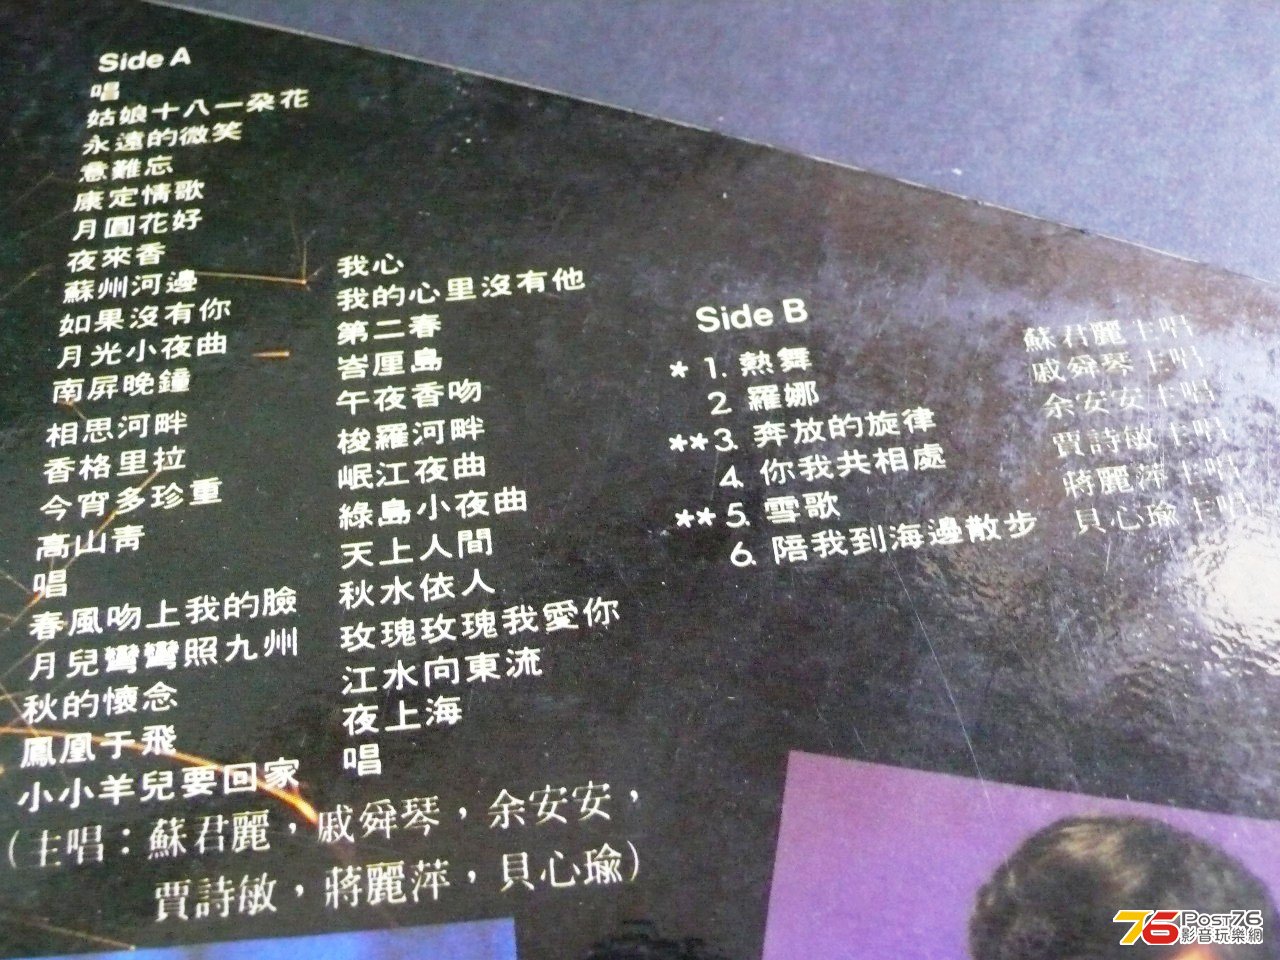 Side A
唱
姑娘十八一朵花
永遠的微笑
意難忘
康定情歌
月圓花好
夜來香
蘇州河邊
如果沒有你
月光小夜曲
南屏晚鐘
相思河畔
香格里拉
今宵多珍重
高山青
唱
春風吻上我的臉
月兒彎彎照九州
秋的懷念
鳳凰于飛
小小羊兒要回家
我心
我的心里沒有他
第二春
峇厘島
午夜香吻
梭羅河畔
岷江夜曲
綠島小夜曲
天上人間
秋水依人
玫瑰玫瑰我愛你
江水向東流
夜上海
唱
(主唱：蘇君麗，戚舜琴，余安安，
賈詩敏，蔣麗萍，貝心瑜)
Side B
*1. 熱舞 蘇君麗主唱
2. 羅娜 戚舜琴主唱
**3. 奔放的旋律 余安安主唱
4. 你我共相處 賈詩敏主唱
**5. 雪歌 蔣麗萍主唱
6. 陪我到海邊散步 貝心瑜主唱
76 POST76
影音玩樂網